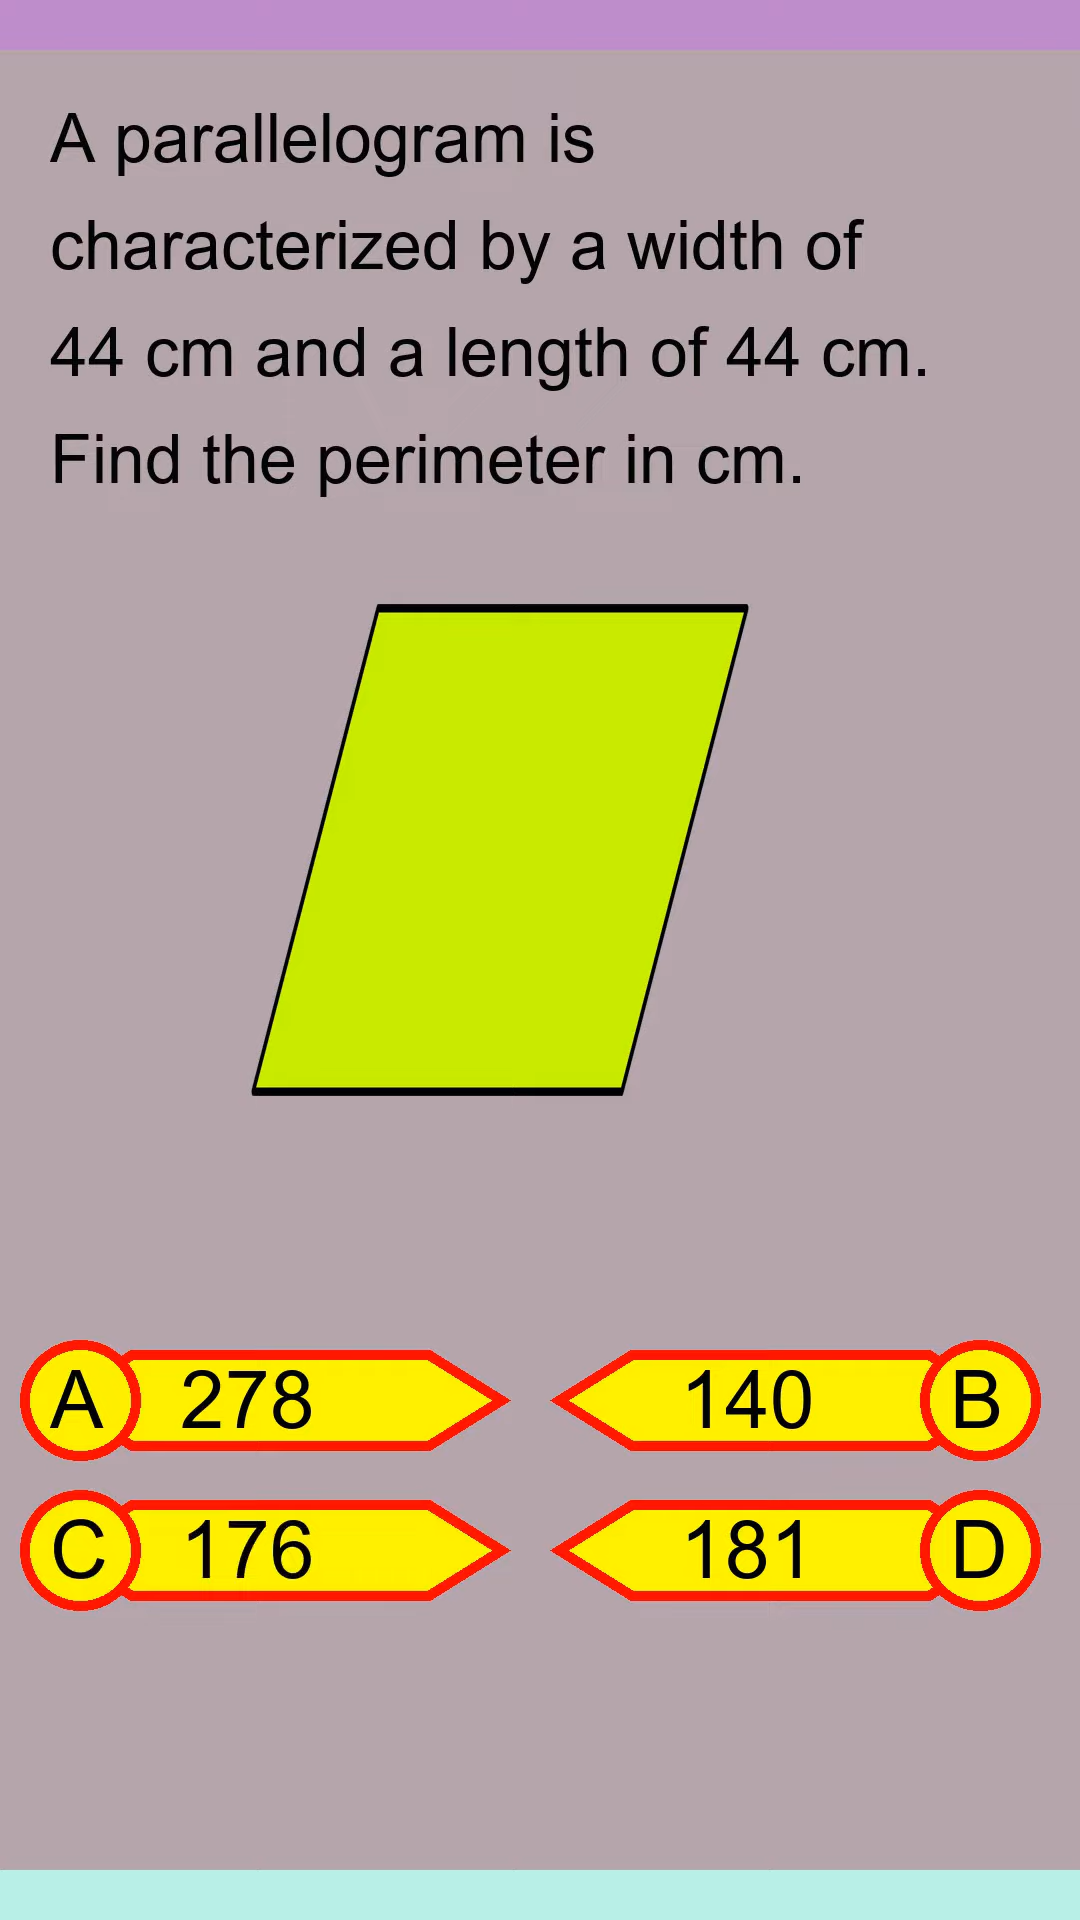 A parallelogram is
characterized by a width of
44 cm and a length of 44 cm.
Find the perimeter in cm.
A 278
140 B
C 176
181 D